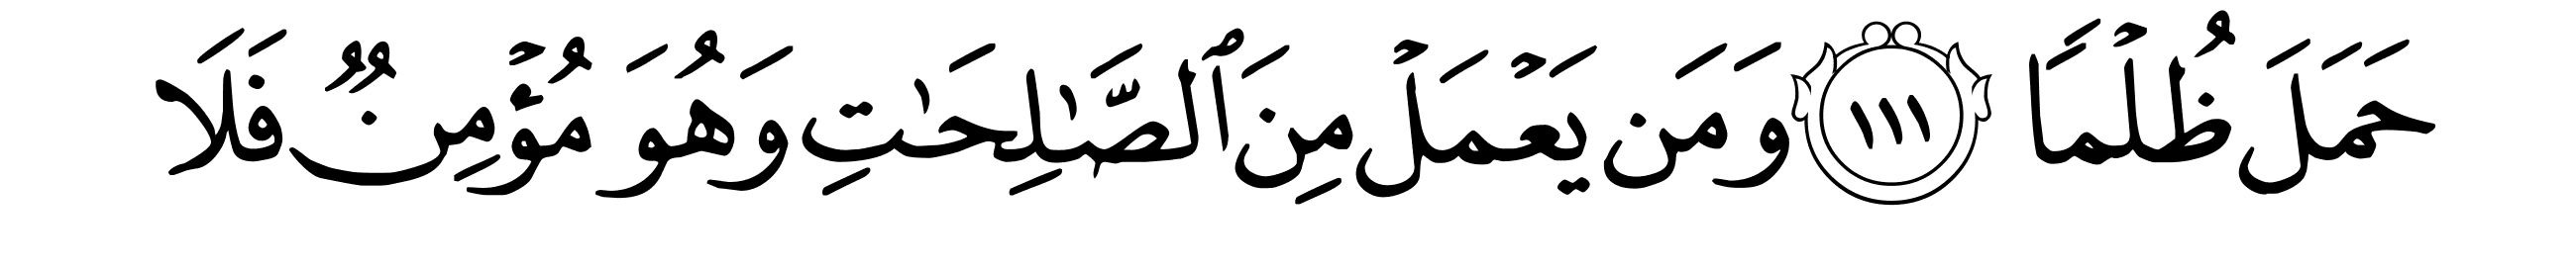 حَمَلَ ظُلۡمًا ١١١ وَمَن يَعۡمَلۡ مِنَ ٱلصَّـٰلِحَـٰتِ وَهُوَ مُؤۡمِنٌ فَلَا